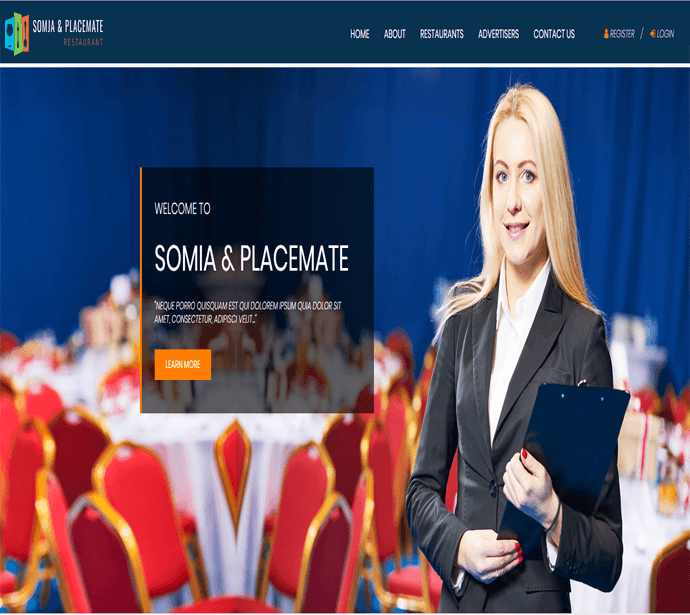 SOMIA & PLACEMATE
RESTAURANT
HOME ABOUT RESTAURANTS ADVERTISERS CONTACT US REGISTER / LOGIN
WELCOME TO
SOMIA & PLACEMATE
"NEQUE PORRO QUISQUAM EST QUI DOLOREM IPSUM QUIA DOLOR SIT
AMET, CONSECTETUR, ADIPISCI VELIT..."
LEARN MORE